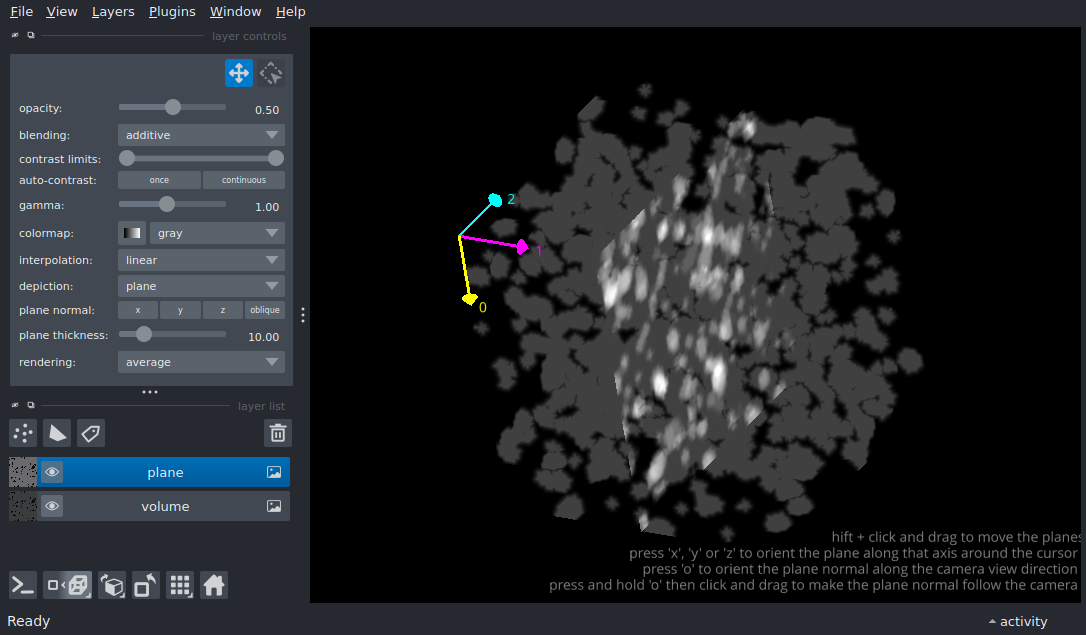 File View Layers Plugins Window Help
layer controls
opacity: 0.50
blending: additive
contrast limits:
auto-contrast: once continuous
gamma: 1.00
colormap: gray
interpolation: linear
depiction: plane
plane normal: x y z oblique
plane thickness: 10.00
rendering: average
layer list
plane
volume
2
1
0
hift + click and drag to move the planes
press 'x', 'y' or 'z' to orient the plane along that axis around the cursor
press 'o' to orient the plane normal along the camera view direction
press and hold 'o' then click and drag to make the plane normal follow the camera
Ready activity